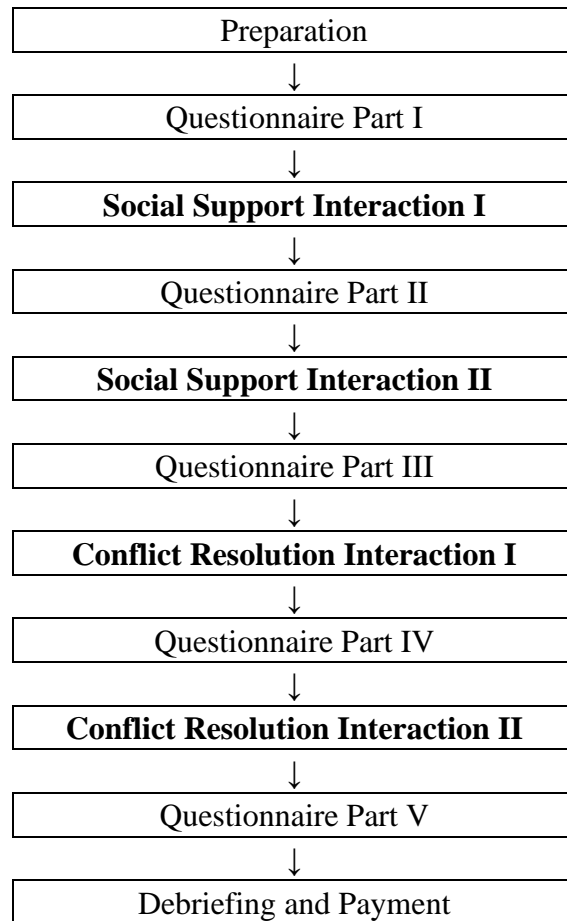 Preparation
↓
Questionnaire Part I
↓
Social Support Interaction I
↓
Questionnaire Part II
↓
Social Support Interaction II
↓
Questionnaire Part III
↓
Conflict Resolution Interaction I
↓
Questionnaire Part IV
↓
Conflict Resolution Interaction II
↓
Questionnaire Part V
↓
Debriefing and Payment